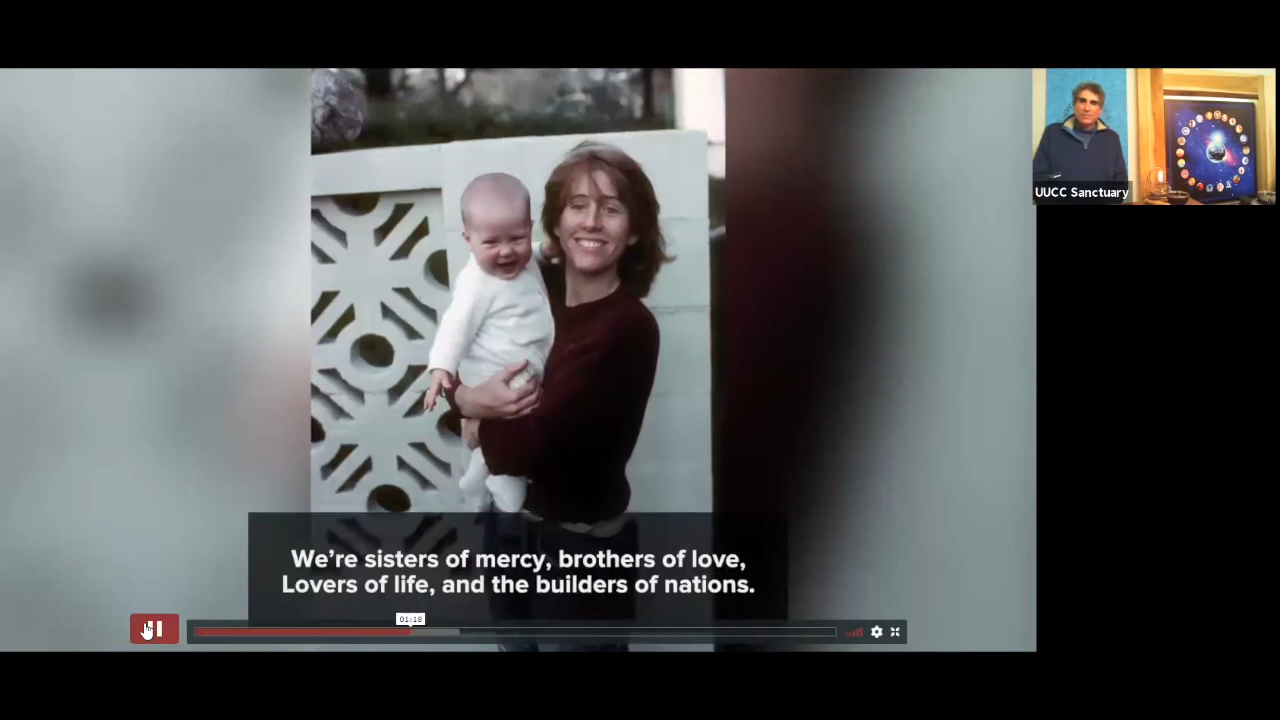 UUCC Sanctuary
We're sisters of mercy, brothers of love,
Lovers of life, and the builders of nations.
01:18